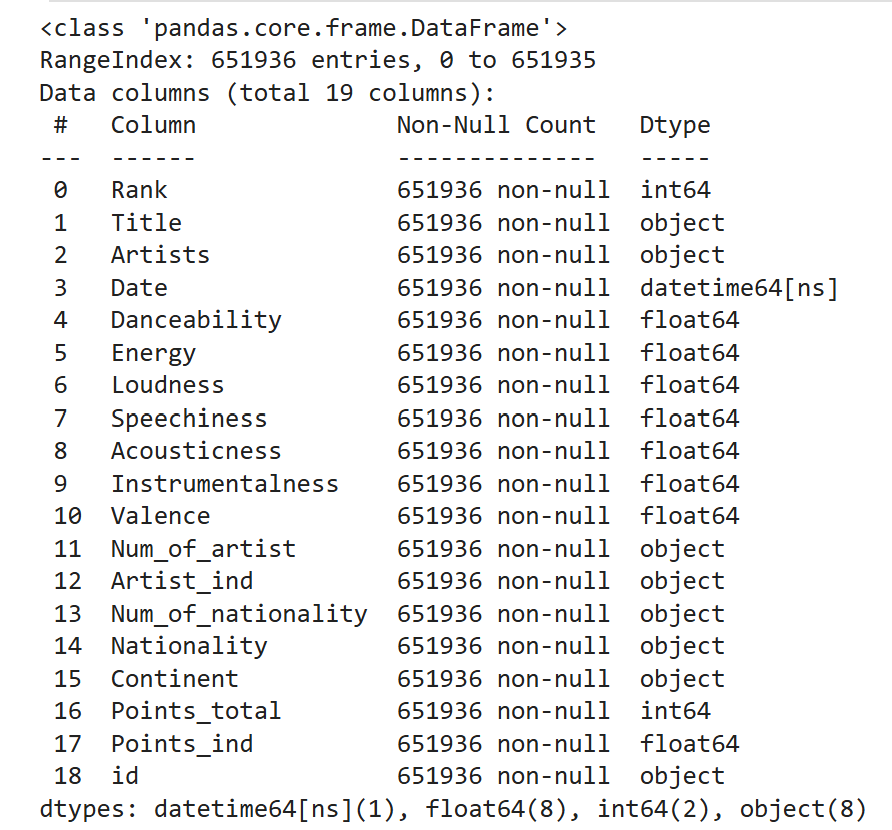 <class 'pandas.core.frame.DataFrame'>
RangeIndex: 651936 entries, 0 to 651935
Data columns (total 19 columns):
 #   Column              Non-Null Count   Dtype
---  ------              --------------   -----
 0   Rank                651936 non-null  int64
 1   Title               651936 non-null  object
 2   Artists             651936 non-null  object
 3   Date                651936 non-null  datetime64[ns]
 4   Danceability        651936 non-null  float64
 5   Energy              651936 non-null  float64
 6   Loudness            651936 non-null  float64
 7   Speechiness         651936 non-null  float64
 8   Acousticness        651936 non-null  float64
 9   Instrumentalness    651936 non-null  float64
 10  Valence             651936 non-null  float64
 11  Num_of_artist       651936 non-null  object
 12  Artist_ind          651936 non-null  object
 13  Num_of_nationality  651936 non-null  object
 14  Nationality         651936 non-null  object
 15  Continent           651936 non-null  object
 16  Points_total        651936 non-null  int64
 17  Points_ind          651936 non-null  float64
 18  id                  651936 non-null  object
dtypes: datetime64[ns](1), float64(8), int64(2), object(8)